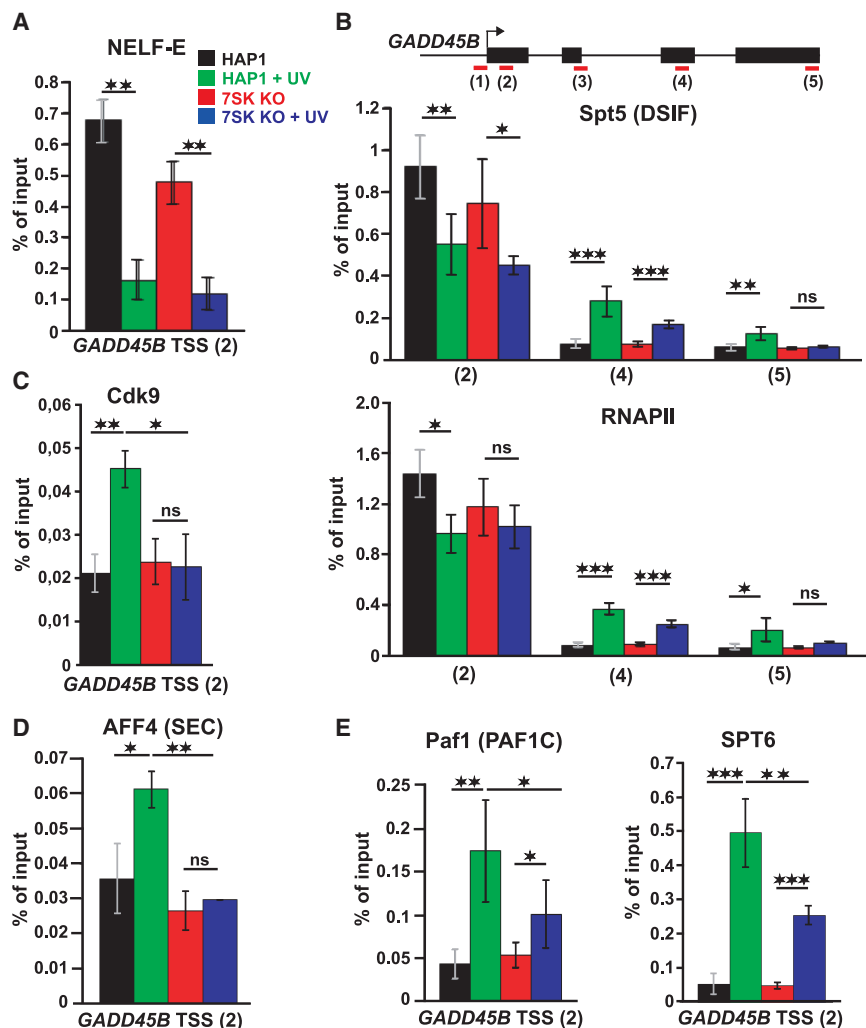 A
NELF-E
HAP1
HAP1 + UV
7SK KO
7SK KO + UV
% of input
0.8
0.7
0.6
0.5
0.4
0.3
0.2
0.1
0
★★
★★
GADD45B TSS (2)
B
GADD45B
(1)
(2)
(3)
(4)
(5)
Spt5 (DSIF)
% of input
1.2
1
0.8
0.6
0.4
0.2
0
★★
★
★★★
★★★
★★
ns
(2)
(4)
(5)
RNAPII
% of input
2.0
1.6
1.2
0.8
0.4
0
★
ns
★★★
★★★
★
ns
(2)
(4)
(5)
C
Cdk9
% of input
0,06
0,05
0.04
0.03
0.02
0.01
0
★★
★
ns
GADD45B TSS (2)
D
AFF4 (SEC)
% of input
0.07
0.06
0.05
0.04
0.03
0.02
0.01
0
★
★★
ns
GADD45B TSS (2)
E
Paf1 (PAF1C)
% of input
0.25
0.2
0.15
0.1
0.05
0
★★
★
★
SPT6
% of input
0.7
0.6
0.5
0.4
0.3
0.2
0.1
0
★★★
★★
★★★
GADD45B TSS (2)